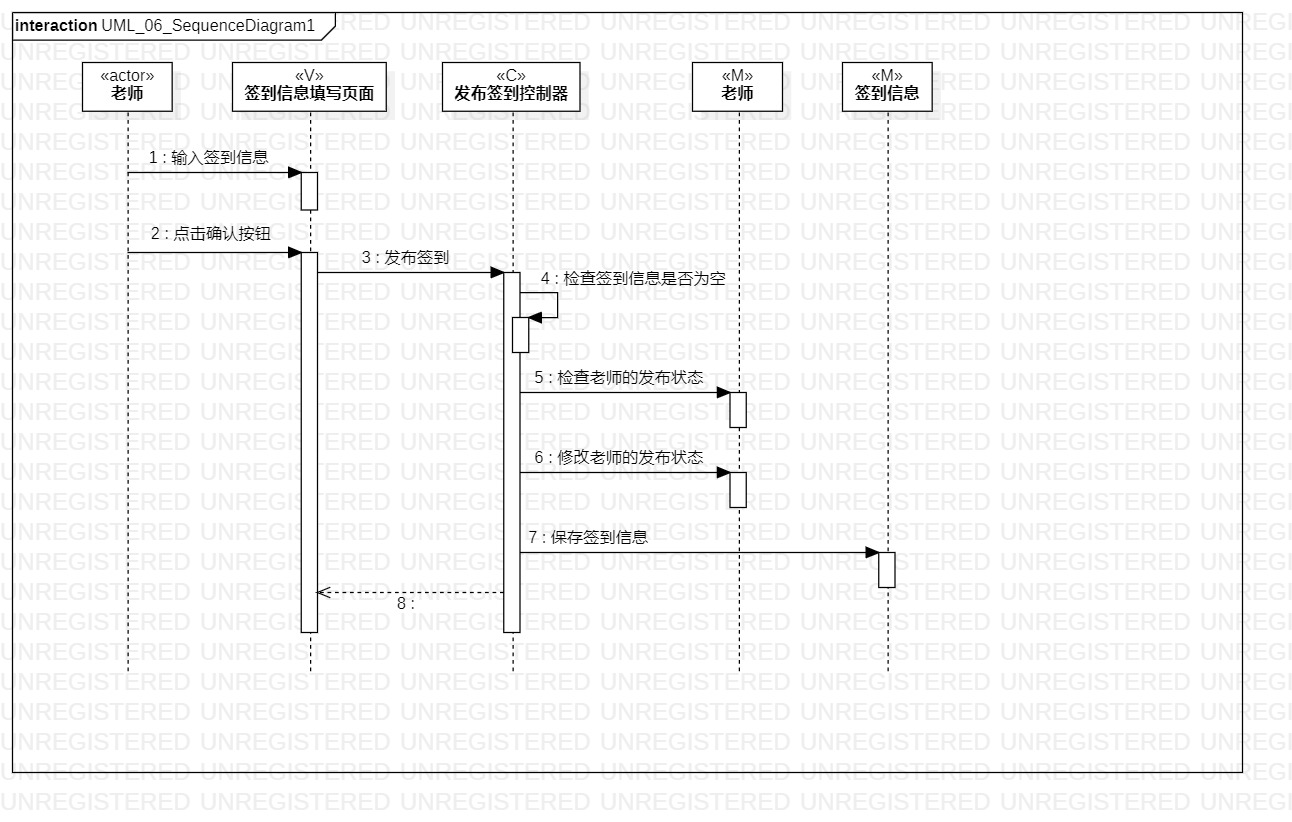 interaction UML_06_SequenceDiagram1
«actor»
老师
«V»
签到信息填写页面
«C»
发布签到控制器
«M»
老师
«M»
签到信息
1 : 输入签到信息
2 : 点击确认按钮
3 : 发布签到
4 : 检查签到信息是否为空
5 : 检查老师的发布状态
6 : 修改老师的发布状态
7 : 保存签到信息
8 :
UNREGISTERED UNREGISTERED UNREGISTERED UNREGISTERED UNREGISTERED UNREGISTERED UNREGI